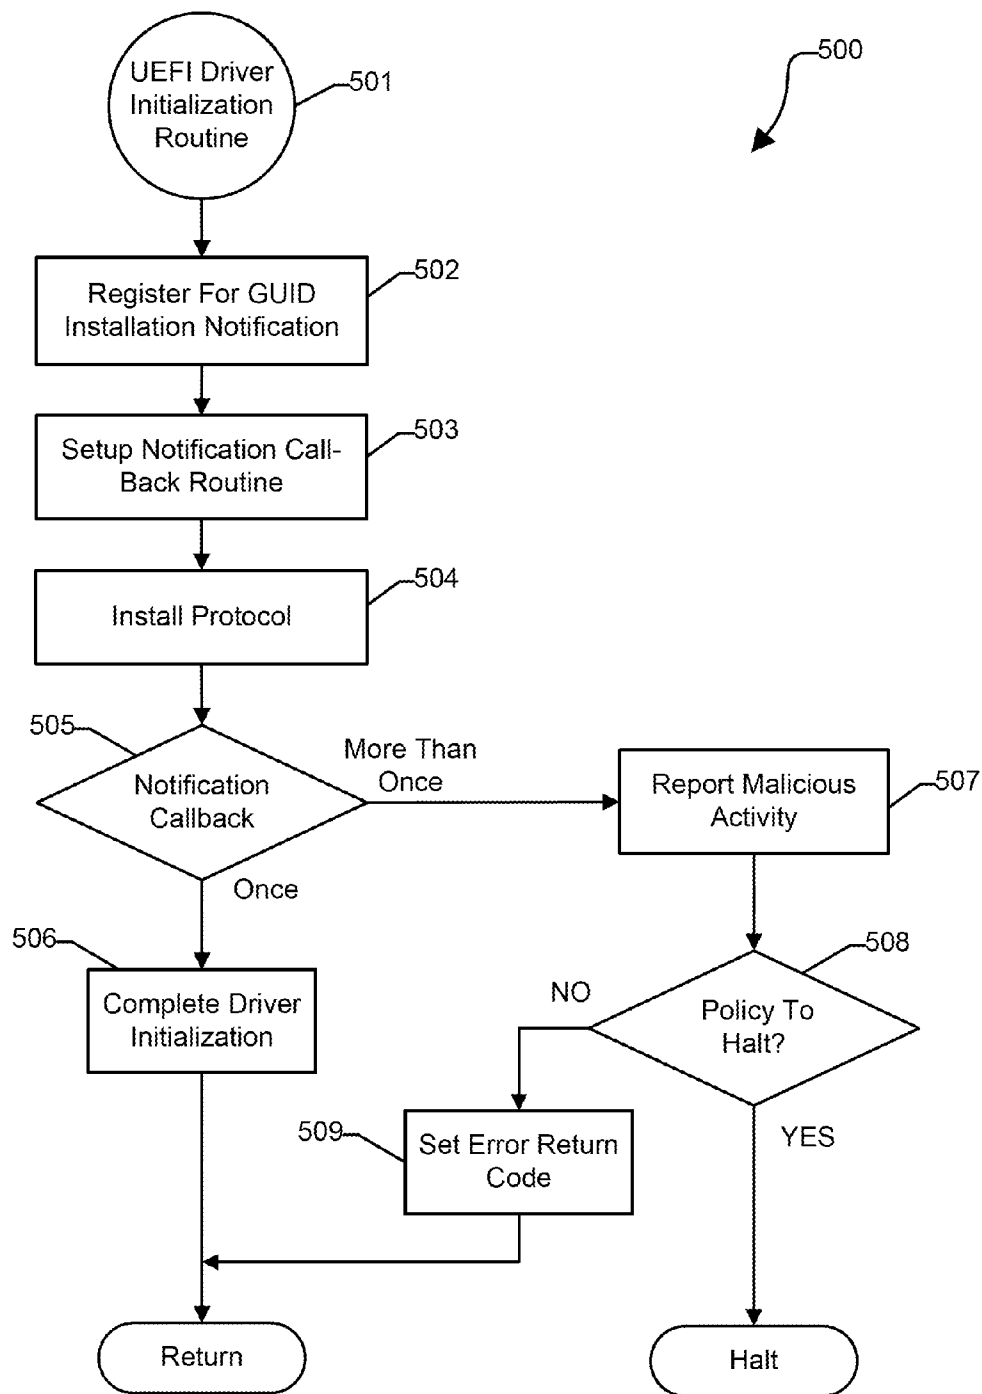 500
UEFI Driver
Initialization
Routine
501
Register For GUID
Installation Notification
502
Setup Notification Call-
Back Routine
503
Install Protocol
504
505
Notification
Callback
More Than
Once
Once
Report Malicious
Activity
507
506
Complete Driver
Initialization
508
Policy To
Halt?
NO
YES
509
Set Error Return
Code
Return
Halt